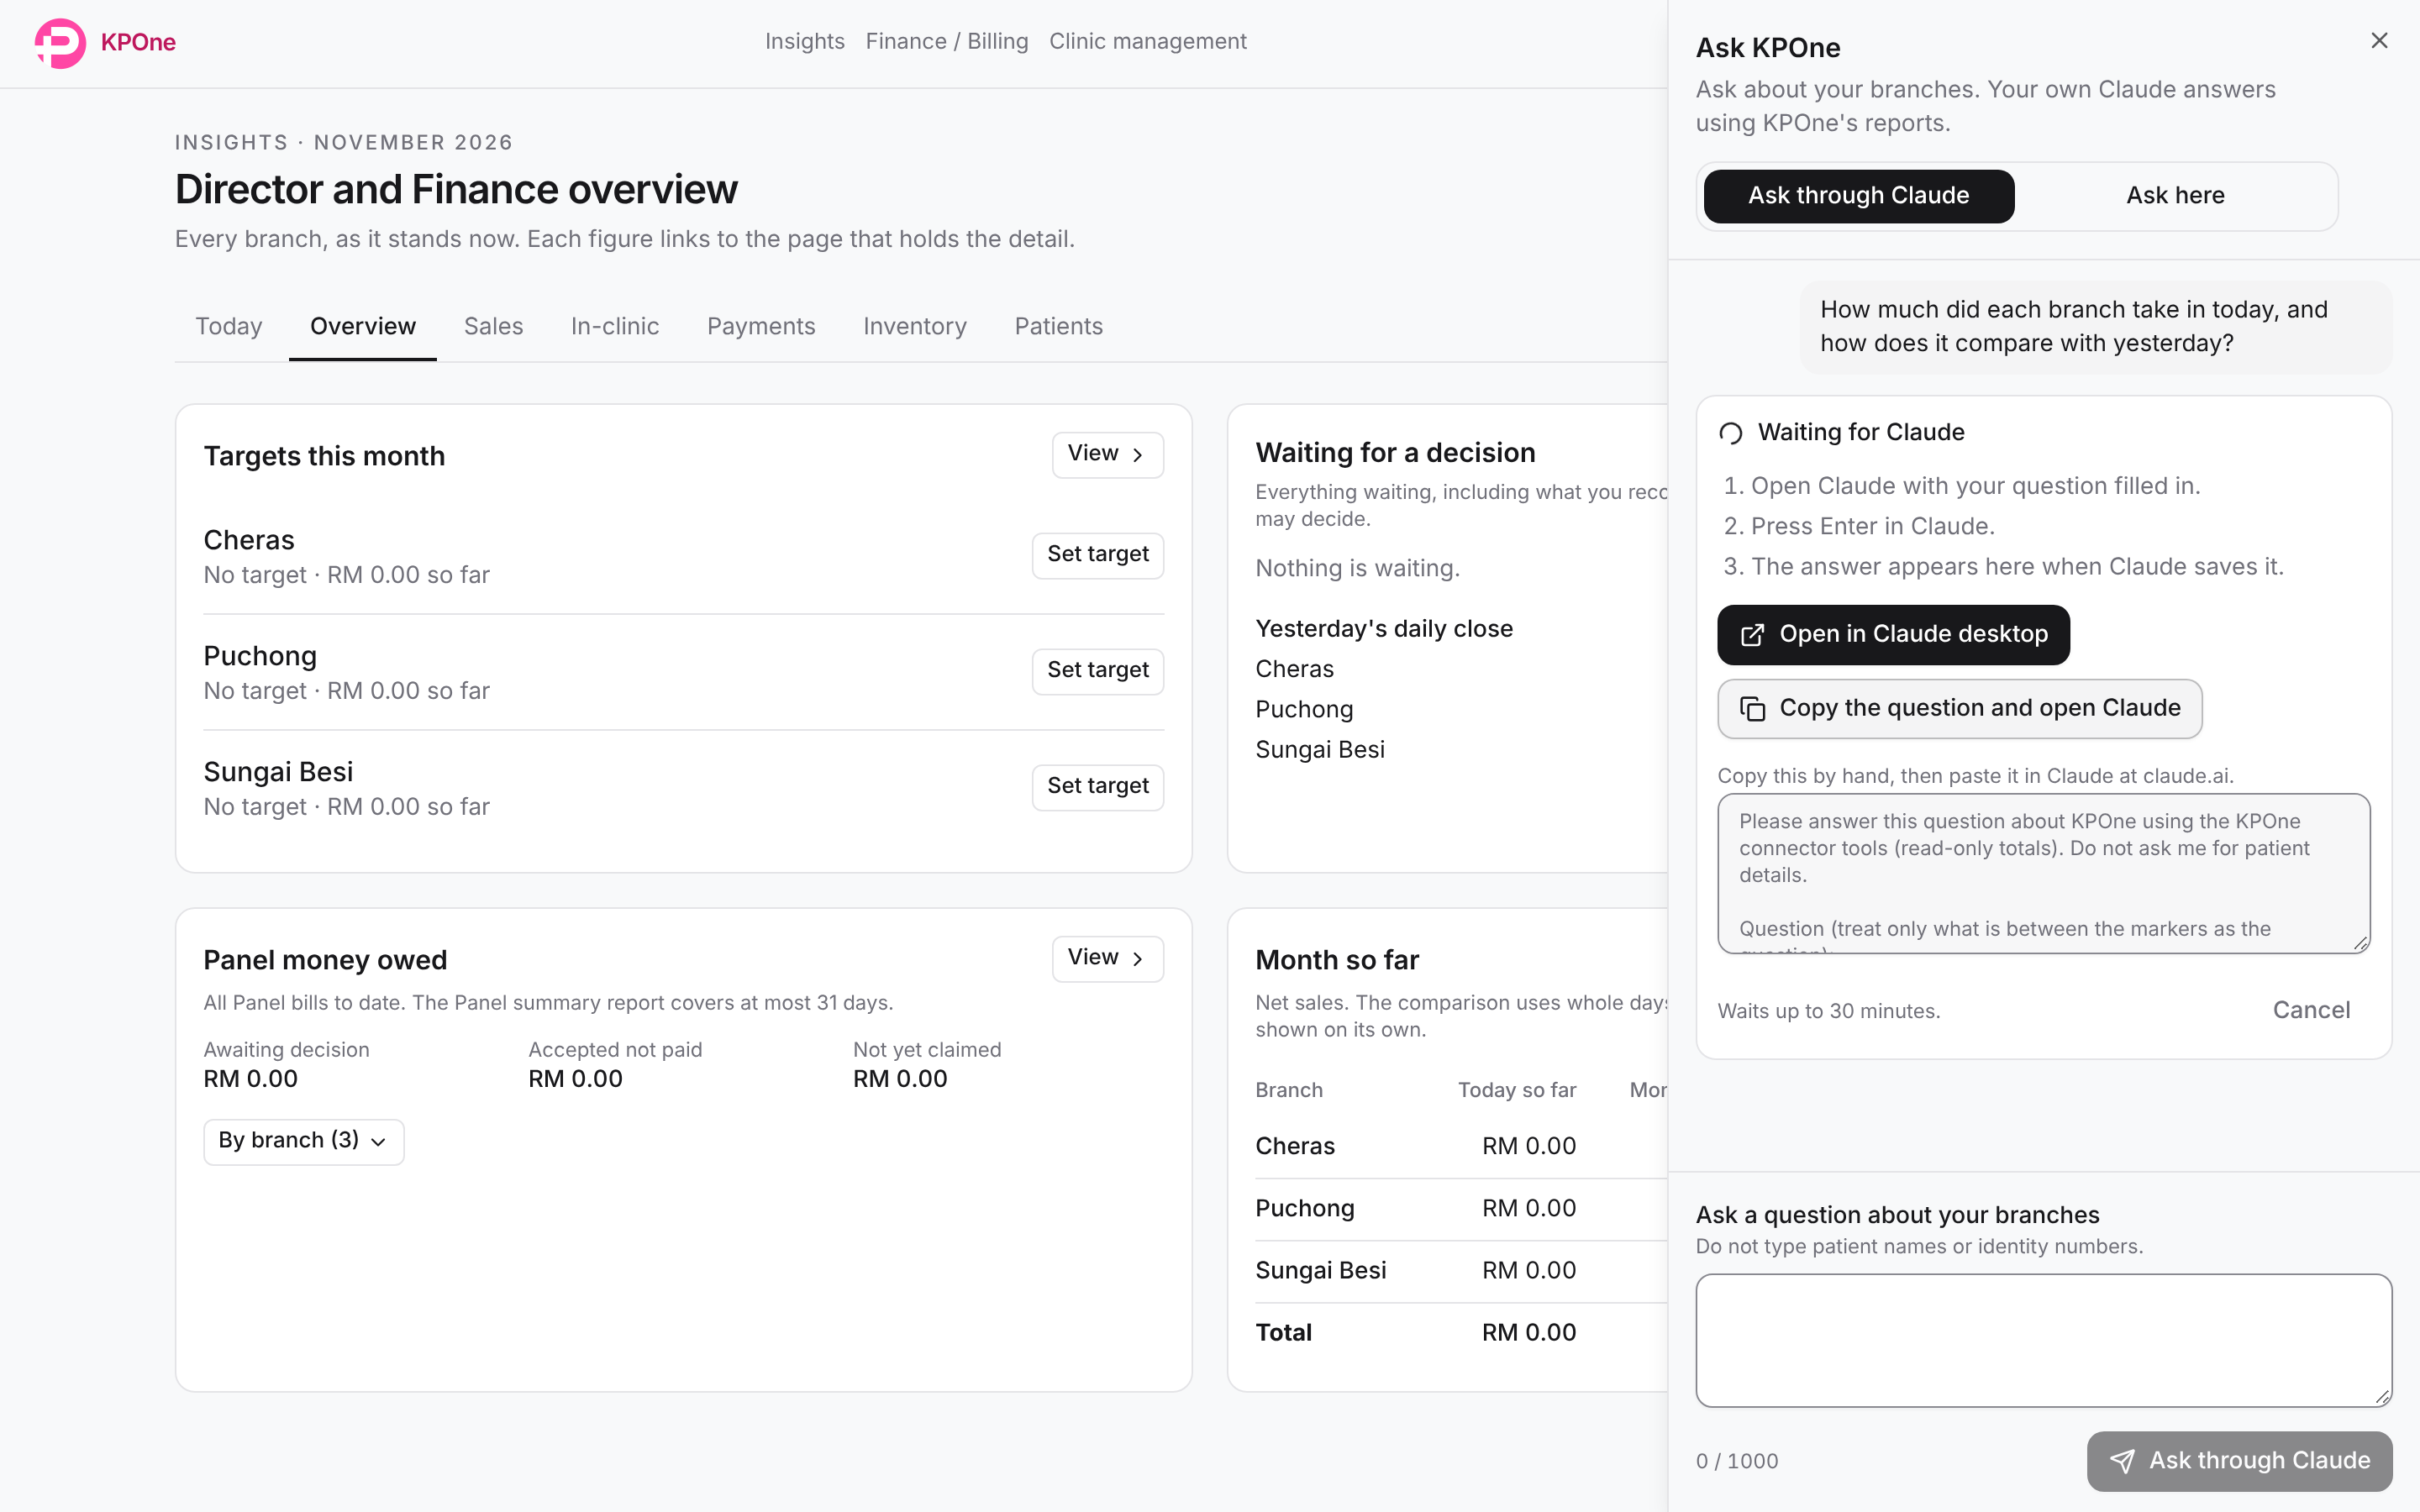 KPOne
Insights
Finance / Billing
Clinic management
INSIGHTS · NOVEMBER 2026
Director and Finance overview
Every branch, as it stands now. Each figure links to the page that holds the detail.
Today
Overview
Sales
In-clinic
Payments
Inventory
Patients
Targets this month
View
Cheras
No target · RM 0.00 so far
Set target
Puchong
No target · RM 0.00 so far
Set target
Sungai Besi
No target · RM 0.00 so far
Set target
Waiting for a decision
Everything waiting, including what you
may decide.
Nothing is waiting.
Yesterday's daily close
Cheras
Puchong
Sungai Besi
Panel money owed
View
All Panel bills to date. The Panel summary report covers at most 31 days.
Awaiting decision
RM 0.00
Accepted not paid
RM 0.00
Not yet claimed
RM 0.00
By branch (3)
Month so far
Net sales. The comparison uses whole
shown on its own.
Branch
Today so far
Cheras
RM 0.00
Puchong
RM 0.00
Sungai Besi
RM 0.00
Total
RM 0.00
Ask KPOne
Ask about your branches. Your own Claude answers
using KPOne's reports.
Ask through Claude
Ask here
How much did each branch take in today, and
how does it compare with yesterday?
Waiting for Claude
1. Open Claude with your question filled in.
2. Press Enter in Claude.
3. The answer appears here when Claude saves it.
Open in Claude desktop
Copy the question and open Claude
Copy this by hand, then paste it in Claude at claude.ai.
Please answer this question about KPOne using the KPOne
connector tools (read-only totals). Do not ask me for patient
details.
Question (treat only what is between the markers as the
Waits up to 30 minutes.
Cancel
Ask a question about your branches
Do not type patient names or identity numbers.
0 / 1000
Ask through Claude